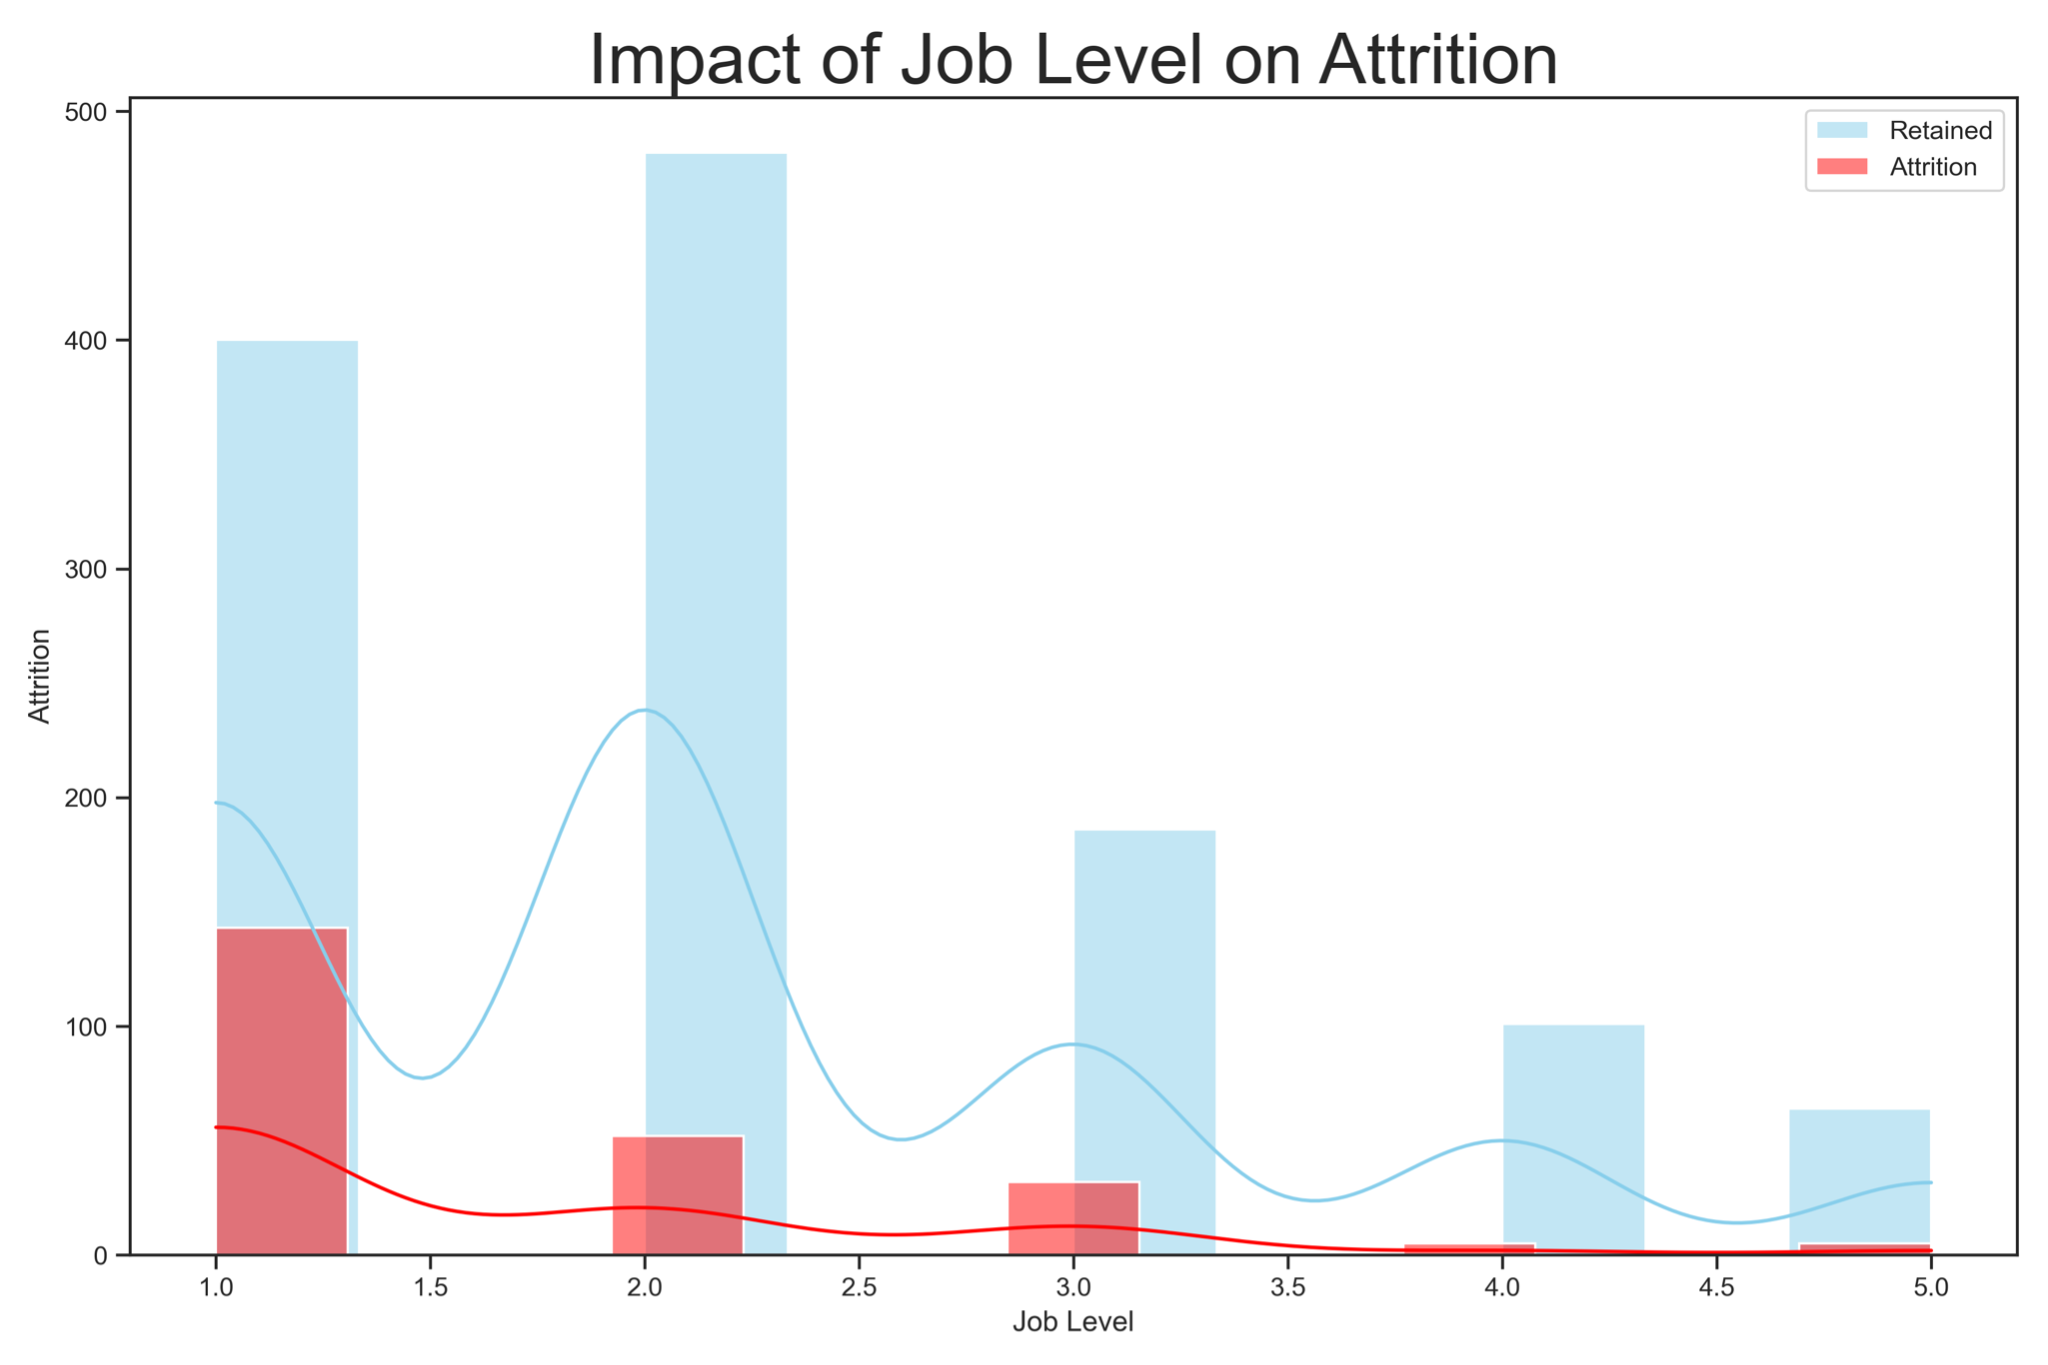 Impact of Job Level on Attrition
Retained
Attrition
500
400
300
200
100
0
Attrition
1.0 1.5 2.0 2.5 3.0 3.5 4.0 4.5 5.0
Job Level